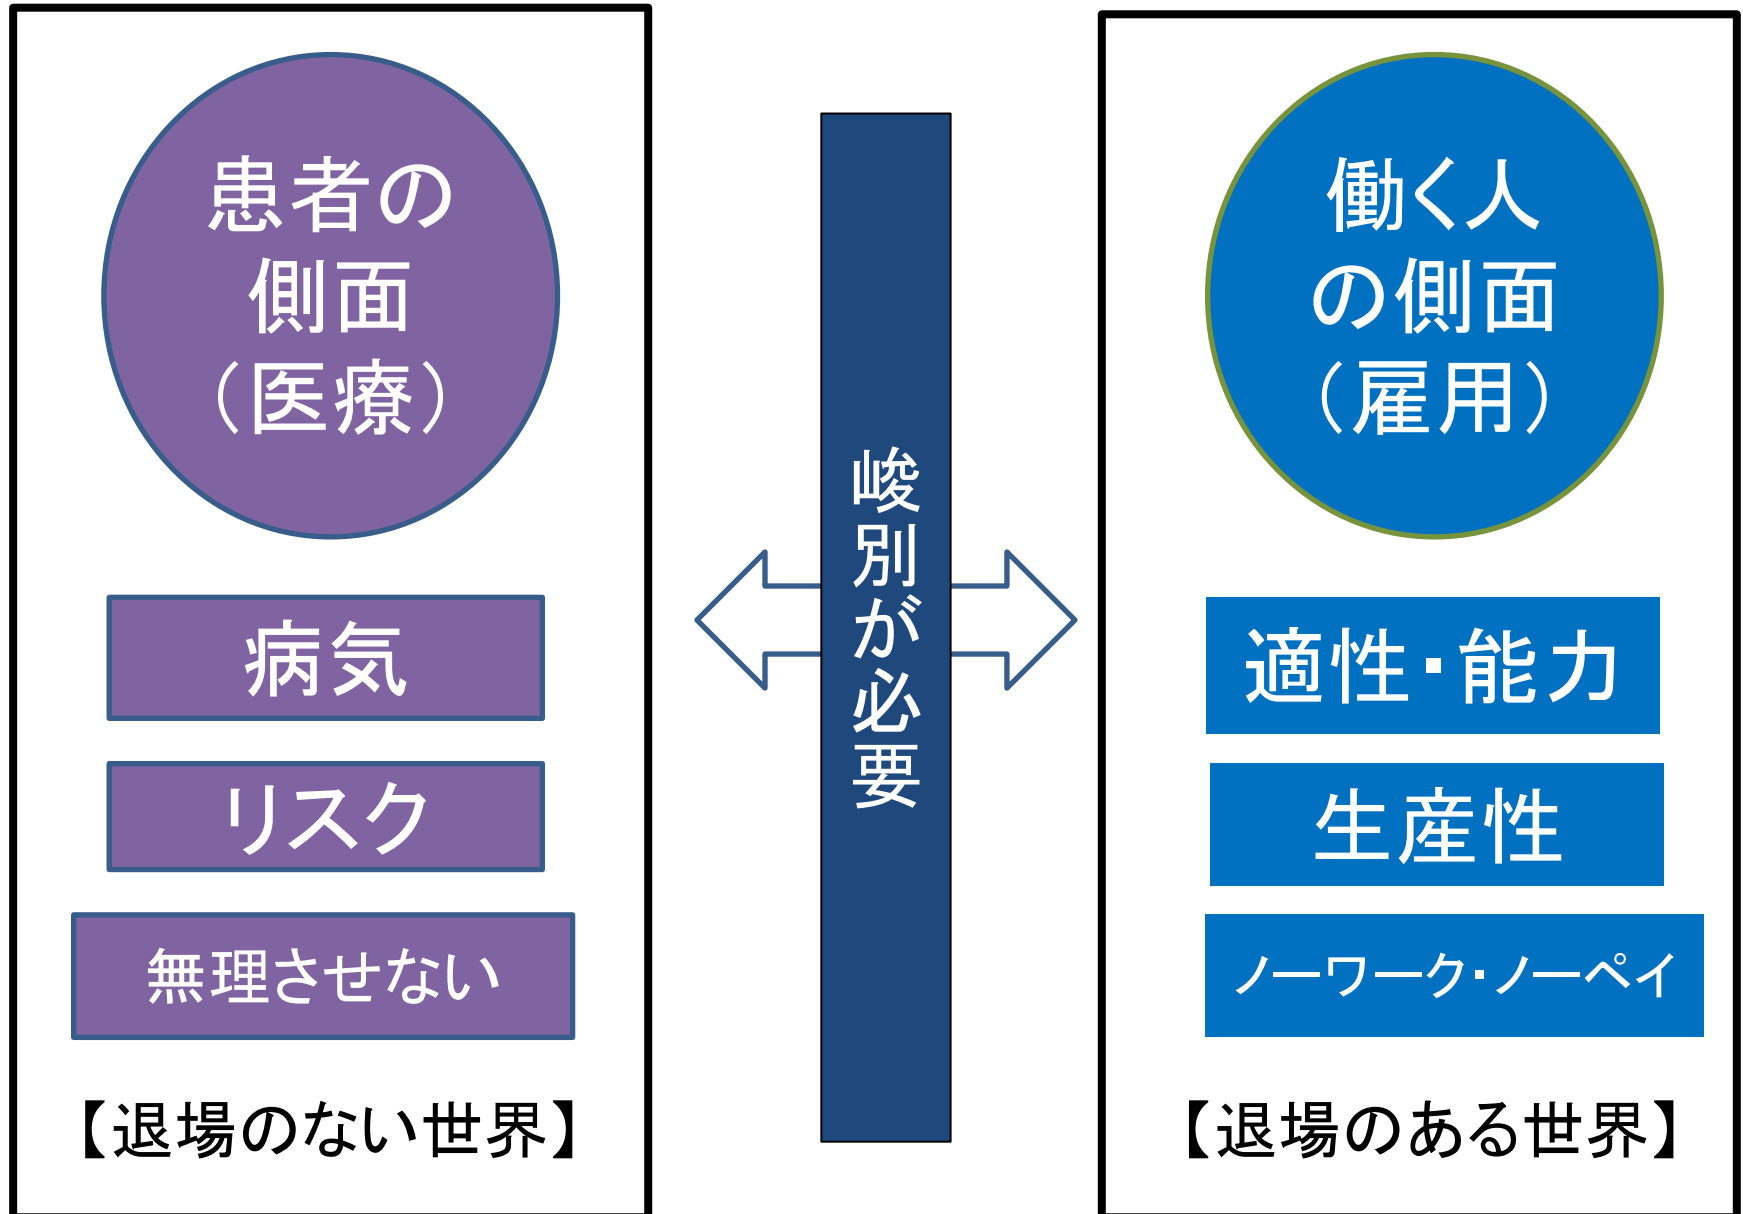 患者の
側面
（医療）
病気
リスク
無理させない
【退場のない世界】
峻別が必要
働く人
の側面
（雇用）
適性・能力
生産性
ノーワーク・ノーペイ
【退場のある世界】